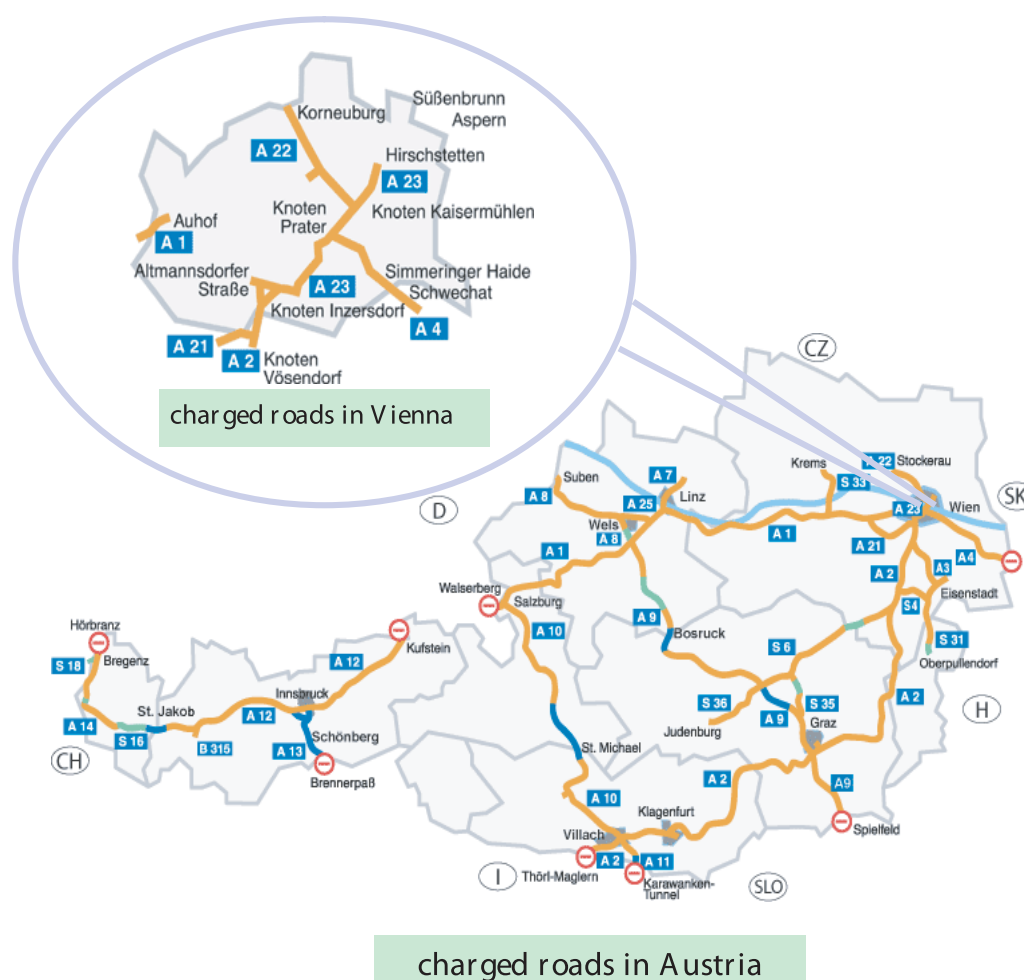 Süßenbrunn
Aspern
Korneuburg
A 22
Hirschstetten
A 23
Knoten
Prater
Knoten Kaisermühlen
Auhof
A 1
Altmannsdorfer
Straße
A 23
Simmeringer Haide
Schwechat
Knoten Inzersdorf
A 4
A 21
A 2
Knoten
Vösendorf
charged roads in Vienna
CZ
Suben
A 7
Krems
A 22
Stockerau
A 8
A 25
Linz
S 33
SK
D
Wels
A 23
Wien
A 8
A 1
A 1
A 21
A 4
A 2
A3
Walserberg
Salzburg
Eisenstadt
S4
A 9
A 10
Bosruck
Hörbranz
S 6
S 31
Kufstein
Bregenz
S 18
A 12
Oberpullendorf
Innsbruck
S 36
S 35
A 2
H
St. Jakob
A 12
A 9
A 14
Judenburg
Graz
S 16
B 315
A 13
Schönberg
St. Michael
CH
Brennerpaß
A 2
A9
A 10
Klagenfurt
Spielfeld
Villach
A 2
A 11
I
Thörl-Maglern
Karawanken-
Tunnel
SLO
charged roads in Austria